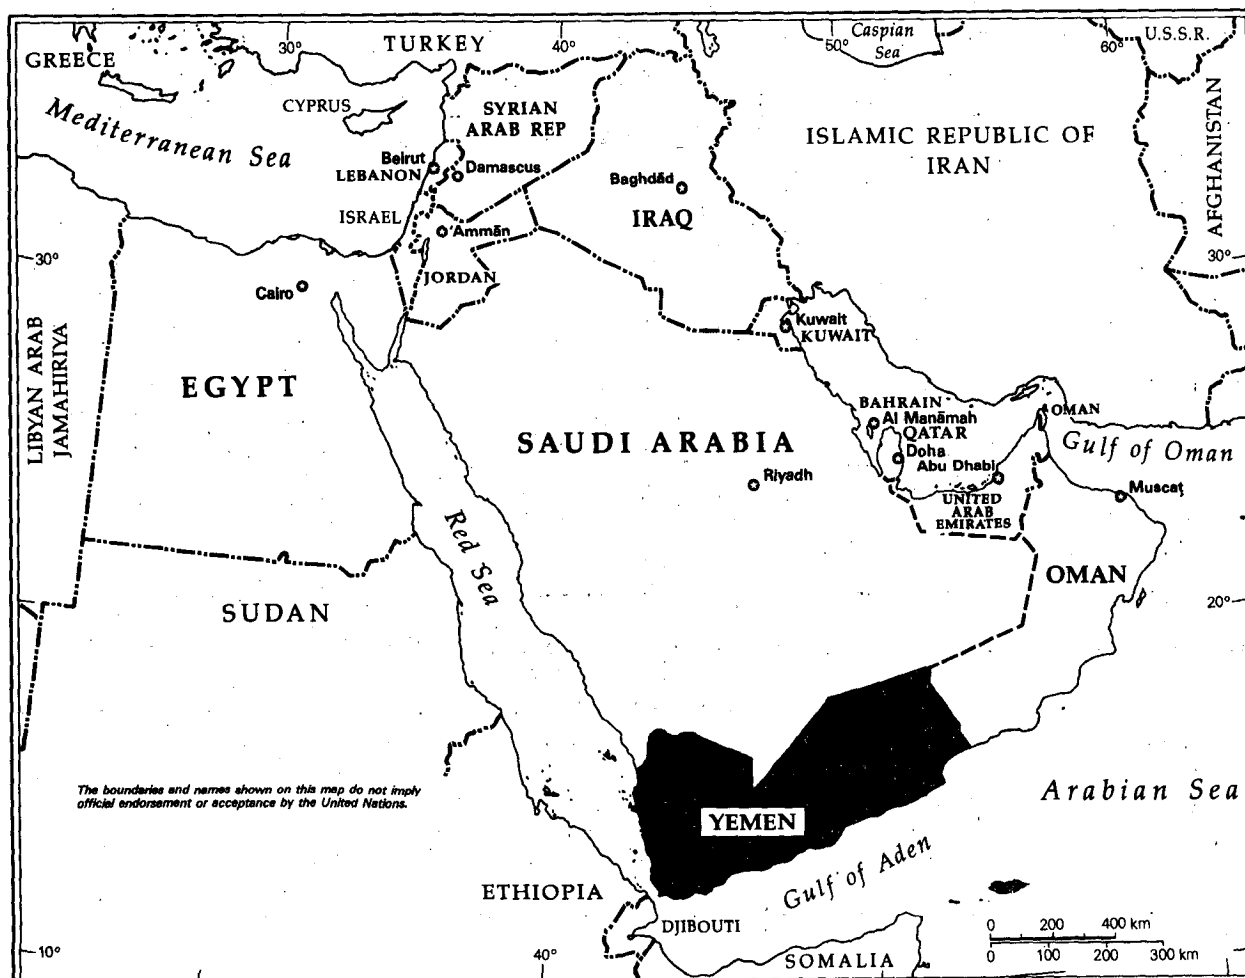 30°
40°
50°
60°
TURKEY
Caspian
Sea
U.S.S.R.
GREECE
CYPRUS
Mediterranean Sea
SYRIAN
ARAB REP
ISLAMIC REPUBLIC OF
IRAN
AFGHANISTAN
Beirut
LEBANON
Damascus
Baghdād
IRAQ
ISRAEL
'Ammān
JORDAN
30°
30°
Cairo
Kuwait
KUWAIT
LIBYAN ARAB
JAMAHIRIYA
EGYPT
SAUDI ARABIA
BAHRAIN
Al Manāmah
QATAR
Doha
Abu Dhabi
OMAN
Gulf of Oman
Riyadh
UNITED
ARAB
EMIRATES
Muscat
Red Sea
OMAN
SUDAN
20°
The boundaries and names shown on this map do not imply
official endorsement or acceptance by the United Nations.
YEMEN
Arabian Sea
Gulf of Aden
ETHIOPIA
DJIBOUTI
SOMALIA
10°
40°
0 200 400 km
0 100 200 300 km